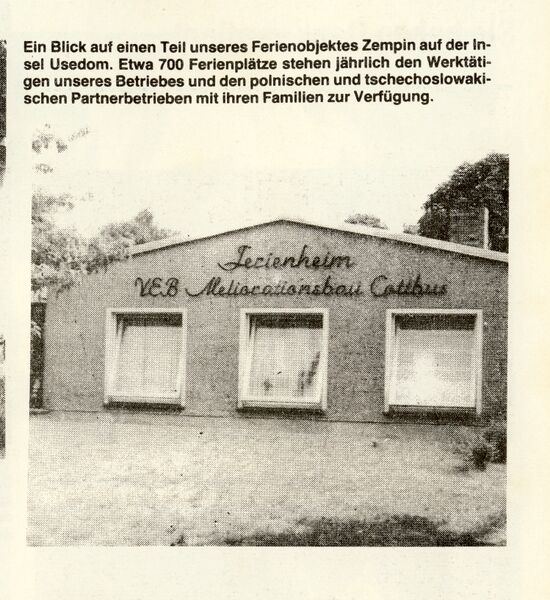 Ein Blick auf einen Teil unseres Ferienobjektes Zempin auf der In-
sel Usedom. Etwa 700 Ferienplätze stehen jährlich den Werktäti-
gen unseres Betriebes und den polnischen und tschechoslowaki-
schen Partnerbetrieben mit ihren Familien zur Verfügung.
Ferienheim
VEB Meliorationsbau Cottbus